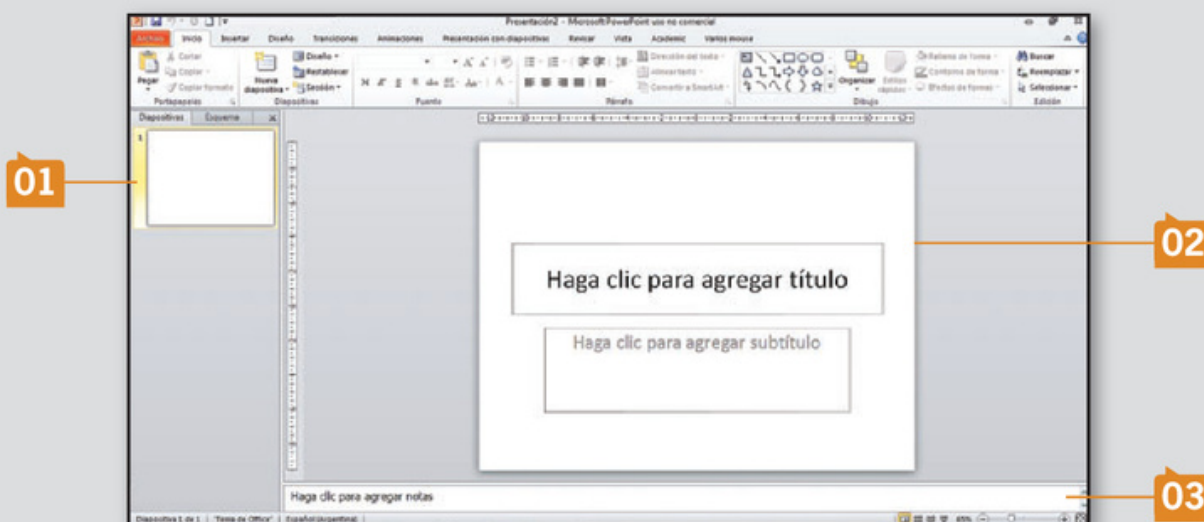 Presentación2 - Microsoft PowerPoint uso no comercial
Archivo Inicio Insertar Diseño Transiciones Animaciones Presentación con diapositivas Revisar Vista Acrobat Varios mouse
Cortar
Copiar
Copiar formato
Pegar
Portapapeles
Nueva diapositiva
Diseño
Restablecer
Sección
Diapositivas
Fuente
Dirección del texto
Alinear texto
Convertir a SmartArt
Párrafo
Organizar
Estilos rápidos
Relleno de forma
Contorno de forma
Efectos de formas
Dibujo
Buscar
Reemplazar
Seleccionar
Edición
Diapositivas Esquema
1
01
02
Haga clic para agregar título
Haga clic para agregar subtítulo
03
Haga clic para agregar notas
Diapositiva 1 de 1 "Tema de Office" Español (Argentina) 65%